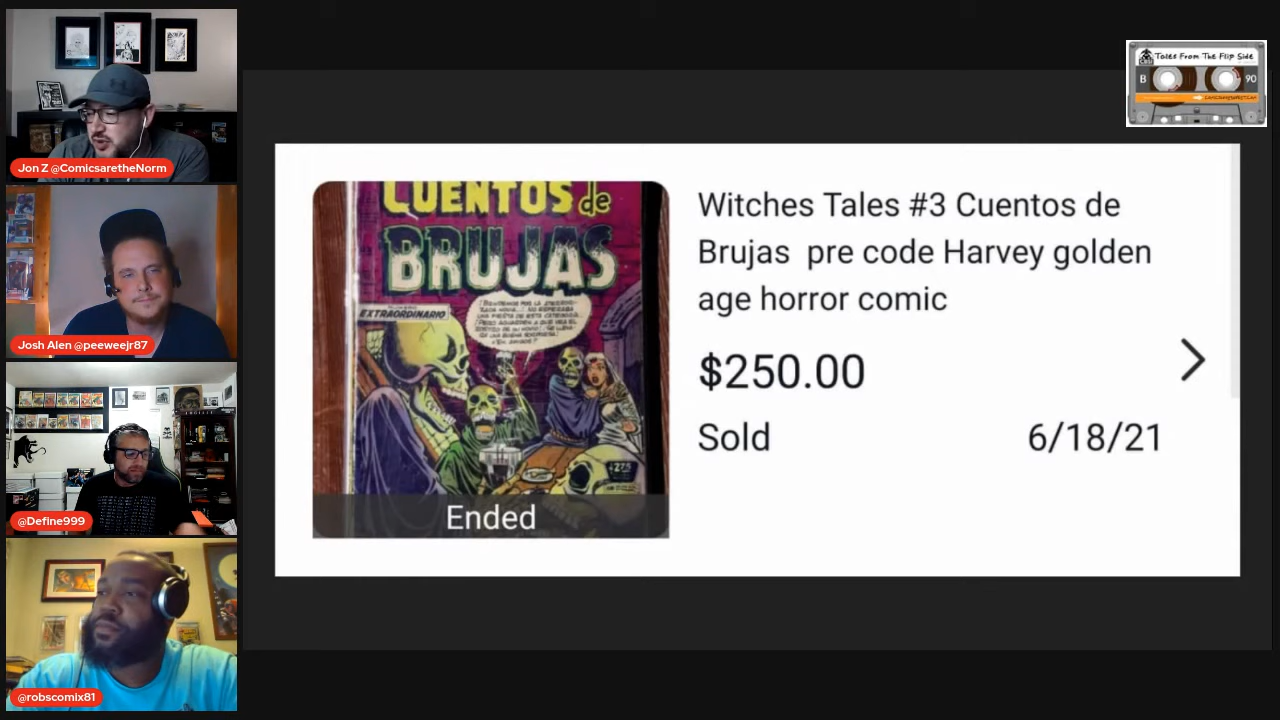 Jon Z @ComicsaretheNorm
Josh Alen @peeweejr87
@Define999
@robscomix81
Tales From The Flip Side
B
90
CUENTOS de
BRUJAS
EXTRAORDINARIO
Ended
Witches Tales #3 Cuentos de
Brujas pre code Harvey golden
age horror comic
$250.00
Sold
6/18/21